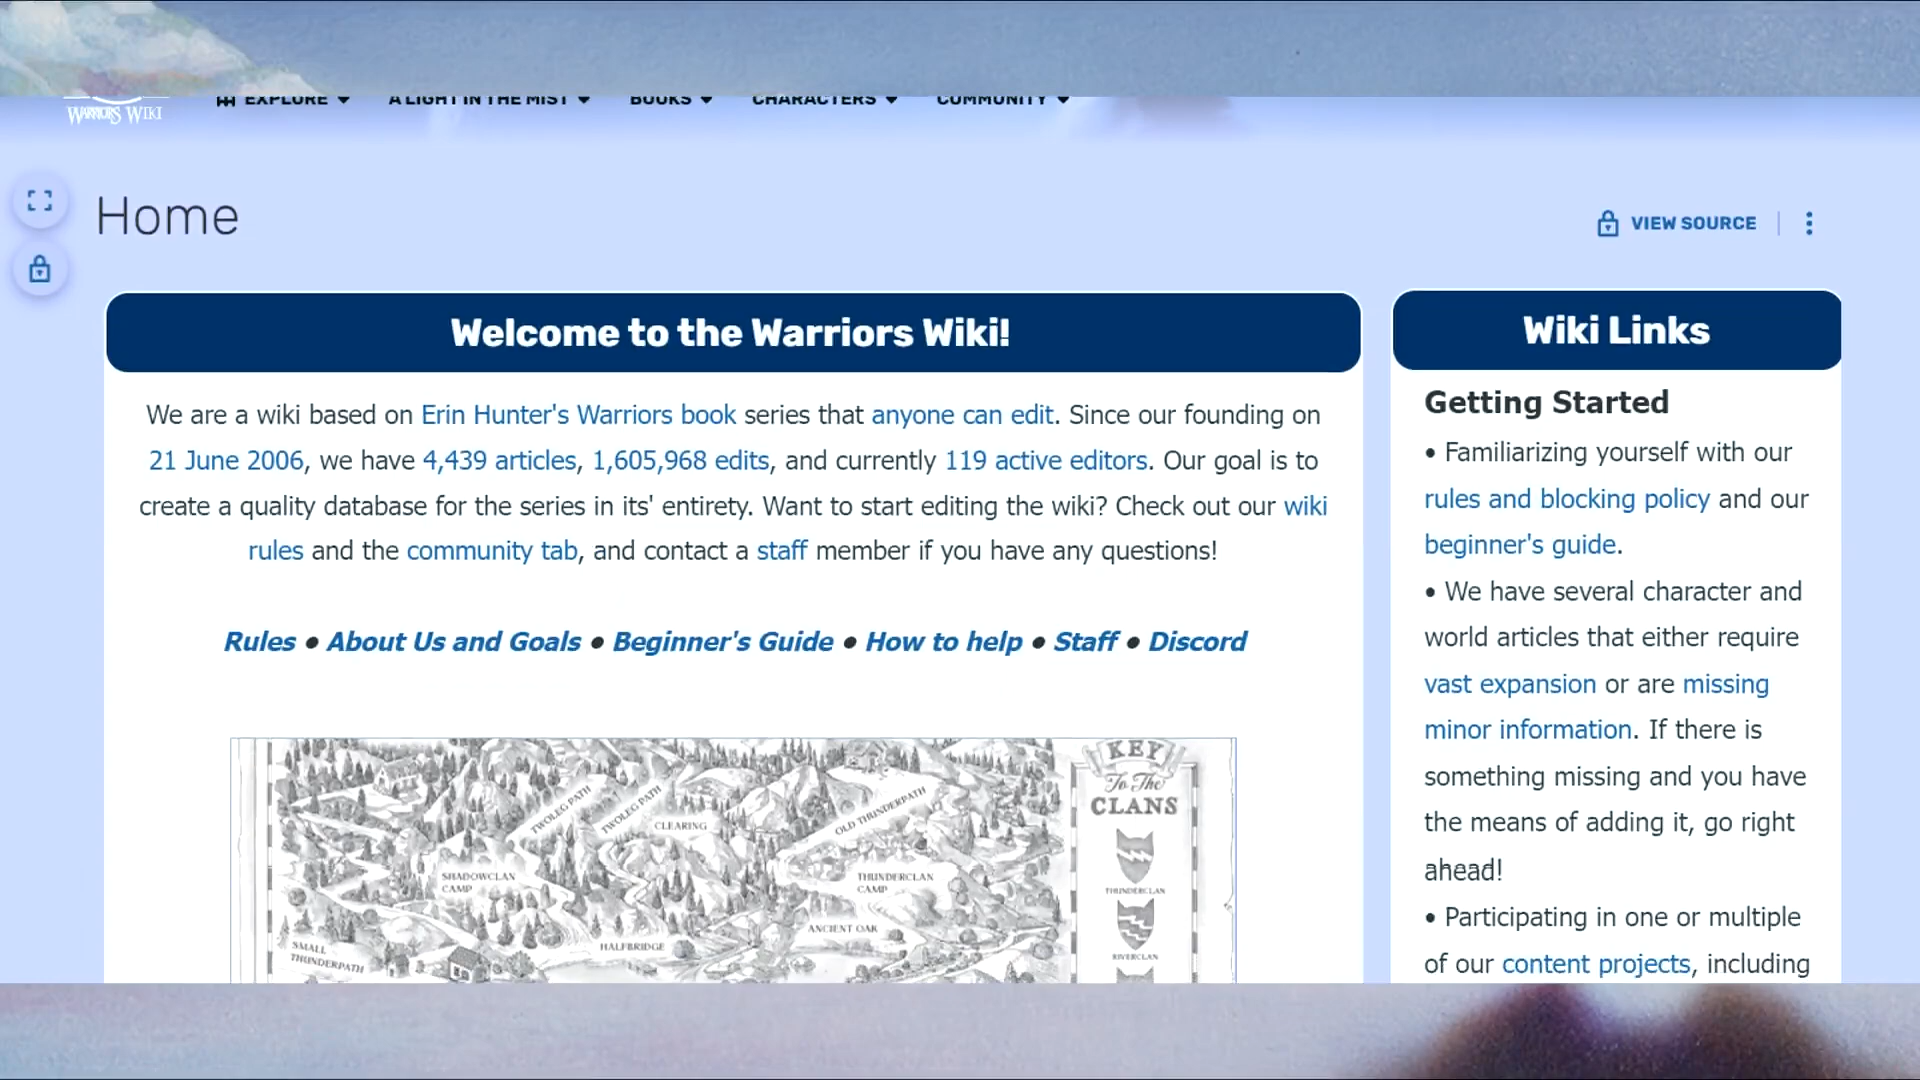 WARRIORS WIKI
EXPLORE
A LIGHT IN THE MIST
BOOKS
CHARACTERS
COMMUNITY
Home
VIEW SOURCE
Welcome to the Warriors Wiki!
We are a wiki based on Erin Hunter's Warriors book series that anyone can edit. Since our founding on
21 June 2006, we have 4,439 articles, 1,605,968 edits, and currently 119 active editors. Our goal is to
create a quality database for the series in its' entirety. Want to start editing the wiki? Check out our wiki
rules and the community tab, and contact a staff member if you have any questions!
Rules ● About Us and Goals ● Beginner's Guide ● How to help ● Staff ● Discord
TWOLEG PATH
TWOLEG PATH
CLEARING
OLD THUNDERPATH
SHADOWCLAN
CAMP
THUNDERCLAN
CAMP
ANCIENT OAK
HALFBRIDGE
SMALL
THUNDERPATH
KEY
To The
CLANS
THUNDERCLAN
RIVERCLAN
Wiki Links
Getting Started
• Familiarizing yourself with our
rules and blocking policy and our
beginner's guide.
• We have several character and
world articles that either require
vast expansion or are missing
minor information. If there is
something missing and you have
the means of adding it, go right
ahead!
• Participating in one or multiple
of our content projects, including